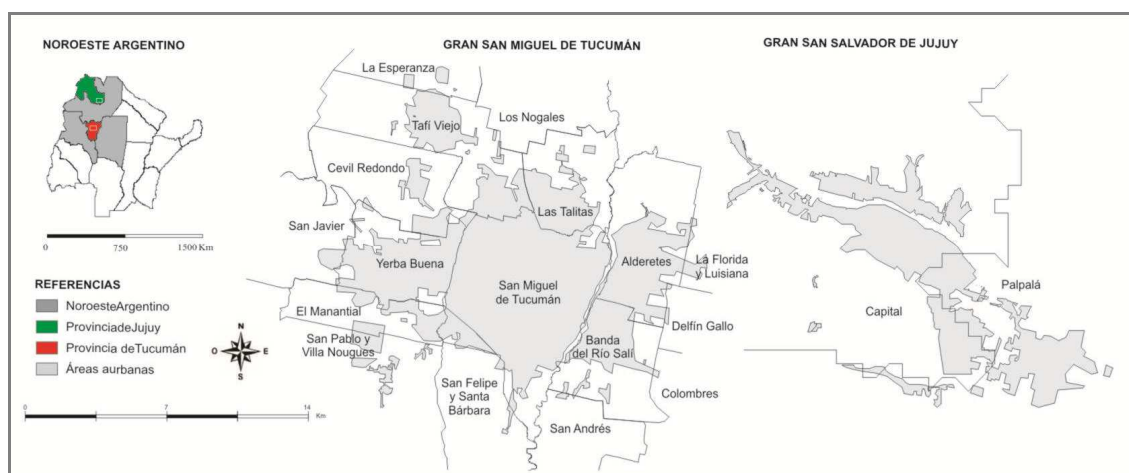 NOROESTE ARGENTINO
GRAN SAN MIGUEL DE TUCUMÁN
GRAN SAN SALVADOR DE JUJUY
0 750 1500 Km
REFERENCIAS
NoroesteArgentino
ProvinciadeJujuy
Provincia deTucumán
Áreas aurbanas
N
O
E
S
0 7 14
Km
La Esperanza
Tafí Viejo
Los Nogales
Cevil Redondo
Las Talitas
San Javier
Yerba Buena
Alderetes
La Florida
y Luisiana
San Miguel
de Tucumán
El Manantial
San Pablo y
Villa Nougues
Banda
del Río Salí
Delfín Gallo
San Felipe
y Santa
Bárbara
Colombres
San Andrés
Capital
Palpalá